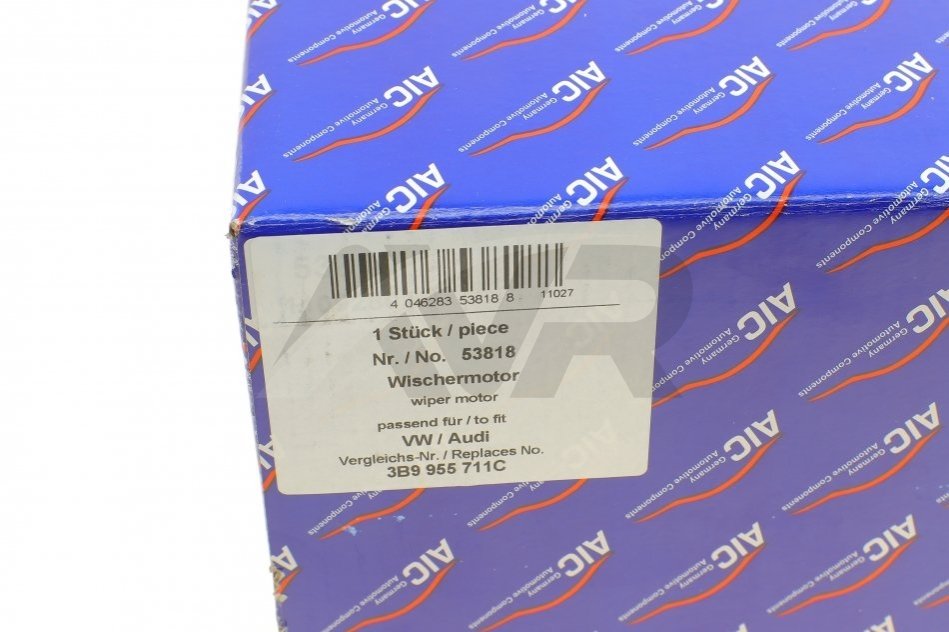 AIC
Germany
Automotive Components
4 046283 53818 8 11027
1 Stück / piece
Nr. / No. 53818
Wischermotor
wiper motor
passend für / to fit
VW / Audi
Vergleichs-Nr. / Replaces No.
3B9 955 711C
AVR